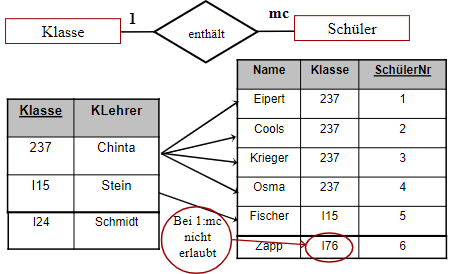 Klasse 1 enthält mc Schüler
Klasse KLehrer
237 Chinta
I15 Stein
I24 Schmidt
Name Klasse SchülerNr
Eipert 237 1
Cools 237 2
Krieger 237 3
Osma 237 4
Fischer I15 5
Zapp I76 6
Bei 1:mc
nicht
erlaubt